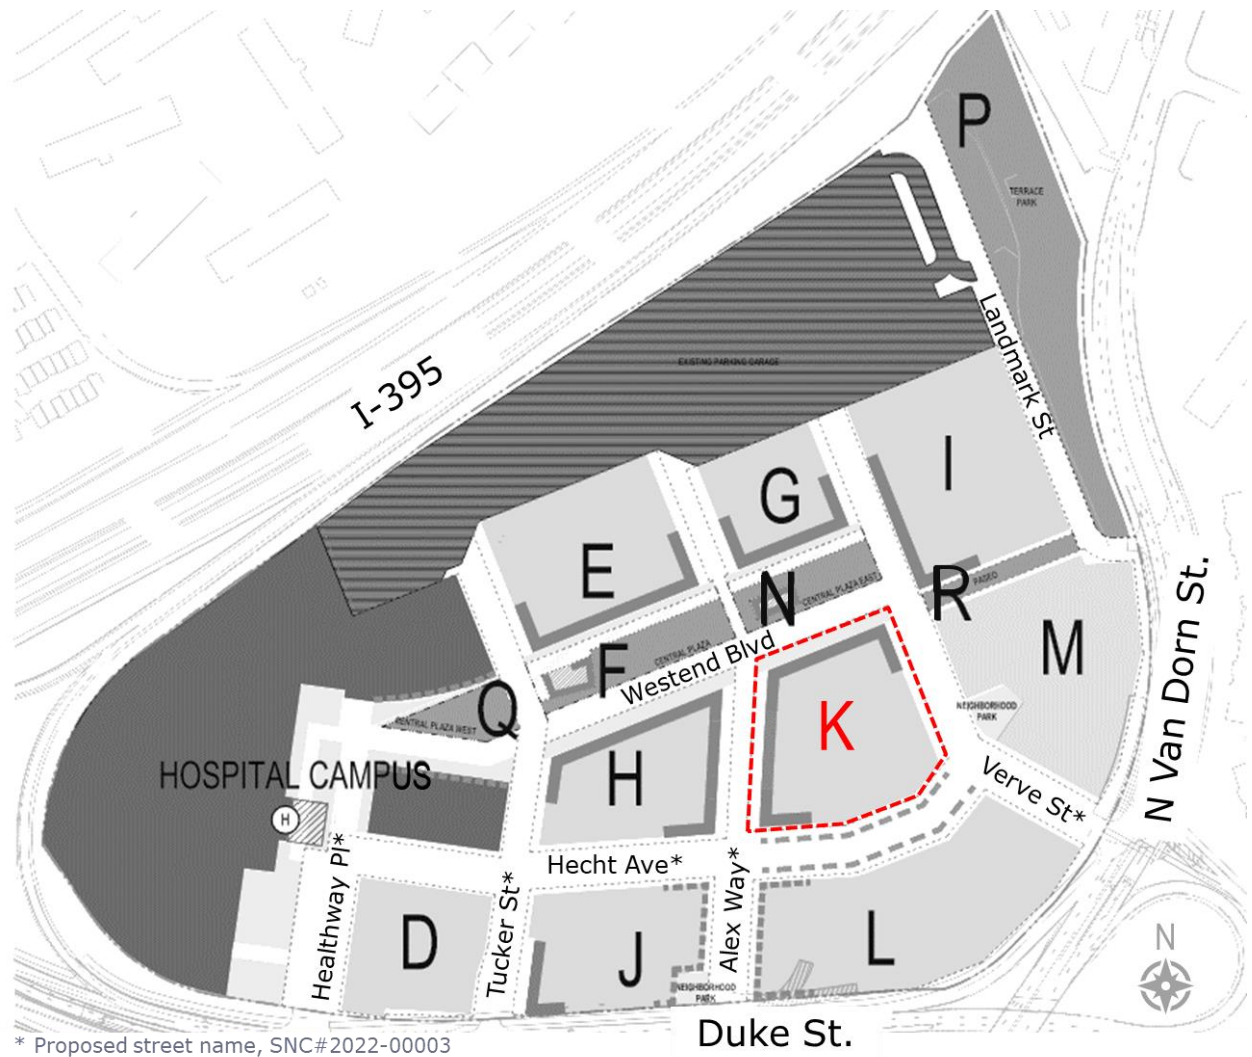 P
TERRACE
PARK
Landmark St
EXISTING PARKING GARAGE
I-395
I
G
E
N
CENTRAL PLAZA EAST
R
PASEO
M
F
CENTRAL PLAZA
Westend Blvd
Q
CENTRAL PLAZA WEST
K
H
NEIGHBORHOOD
PARK
N Van Dorn St.
HOSPITAL CAMPUS
H
Verve St*
Healthway Pl*
Hecht Ave*
Tucker St*
Alex Way*
D
J
L
NEIGHBORHOOD
PARK
N
Duke St.
* Proposed street name, SNC#2022-00003